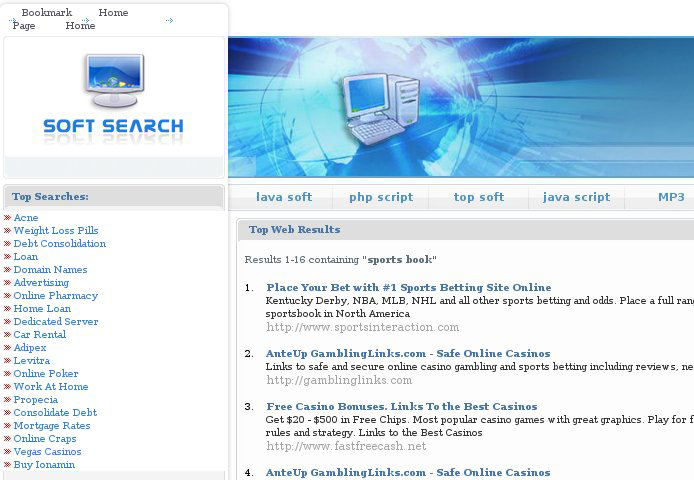 Bookmark Home
Page Home
SOFT SEARCH
Top Searches:
Acne
Weight Loss Pills
Debt Consolidation
Loan
Domain Names
Advertising
Online Pharmacy
Home Loan
Dedicated Server
Car Rental
Adipex
Levitra
Online Poker
Work At Home
Propecia
Consolidate Debt
Mortgage Rates
Online Craps
Vegas Casinos
Buy Ionamin
lava soft php script top soft java script MP3
Top Web Results
Results 1-16 containing "sports book"
1. Place Your Bet with #1 Sports Betting Site Online
Kentucky Derby, NBA, MLB, NHL and all other sports betting and odds. Place a full
sportsbook in North America
http://www.sportsinteraction.com
2. AnteUp GamblingLinks.com - Safe Online Casinos
Links to safe and secure online casino gambling and sports betting including reviews,
http://gamblinglinks.com
3. Free Casino Bonuses. Links To the Best Casinos
Get $20 - $500 in Free Chips. Most popular casino games with great graphics. Play for
rules and strategy. Links to the Best Casinos
http://www.fastfreecash.net
4. AnteUp GamblingLinks.com - Safe Online Casinos